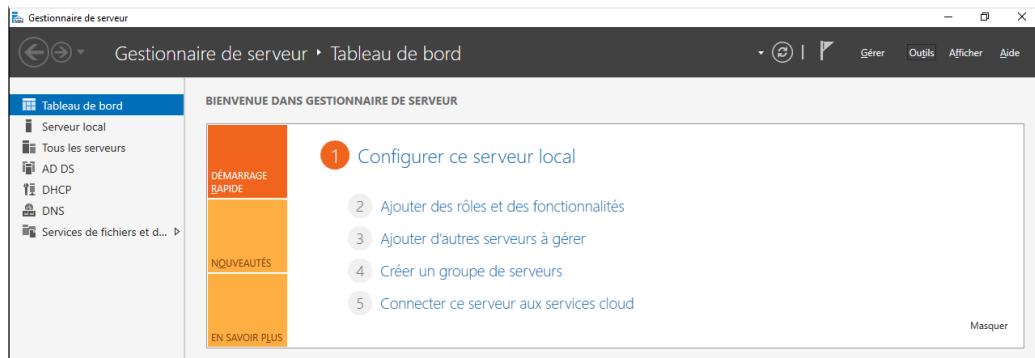 Gestionnaire de serveur
Gestionnaire de serveur ‣ Tableau de bord
Gérer Outils Afficher Aide
Tableau de bord
Serveur local
Tous les serveurs
AD DS
DHCP
DNS
Services de fichiers et d...
BIENVENUE DANS GESTIONNAIRE DE SERVEUR
DÉMARRAGE
RAPIDE
NOUVEAUTÉS
EN SAVOIR PLUS
1 Configurer ce serveur local
2 Ajouter des rôles et des fonctionnalités
3 Ajouter d'autres serveurs à gérer
4 Créer un groupe de serveurs
5 Connecter ce serveur aux services cloud
Masquer